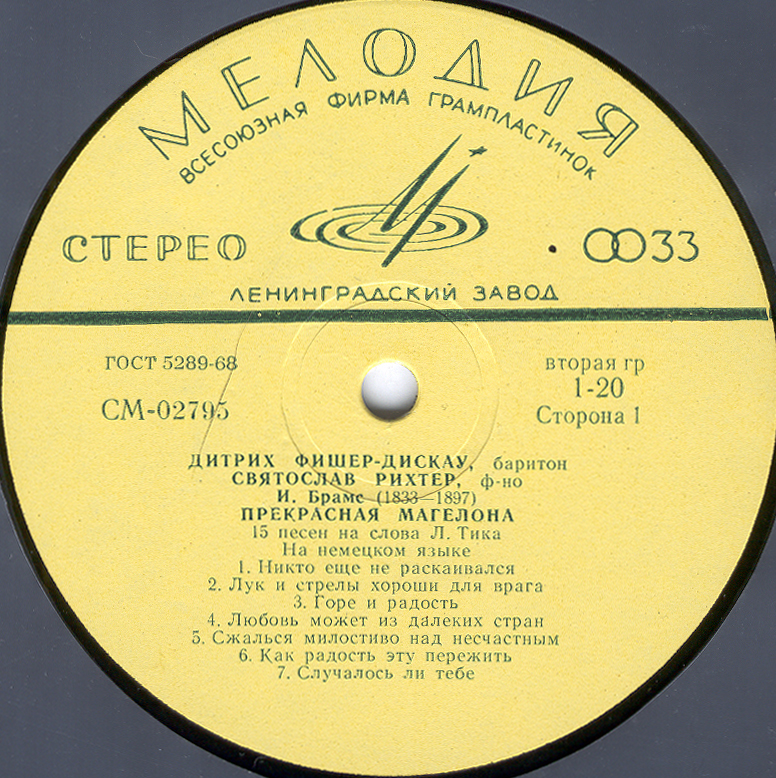 МЕЛОДИЯ
ВСЕСОЮЗНАЯ ФИРМА ГРАМПЛАСТИНОК
СТЕРЕО
33
ЛЕНИНГРАДСКИЙ ЗАВОД
ГОСТ 5289-68
вторая гр
1-20
СМ-02795
Сторона 1
ДИТРИХ ФИШЕР-ДИСКАУ, баритон
СВЯТОСЛАВ РИХТЕР, ф-но
И. Брамс (1833—1897)
ПРЕКРАСНАЯ МАГЕЛОНА
15 песен на слова Л. Тика
На немецком языке
1. Никто еще не раскаивался
2. Лук и стрелы хороши для врага
3. Горе и радость
4. Любовь может из далеких стран
5. Сжалься милостиво над несчастным
6. Как радость эту пережить
7. Случалось ли тебе